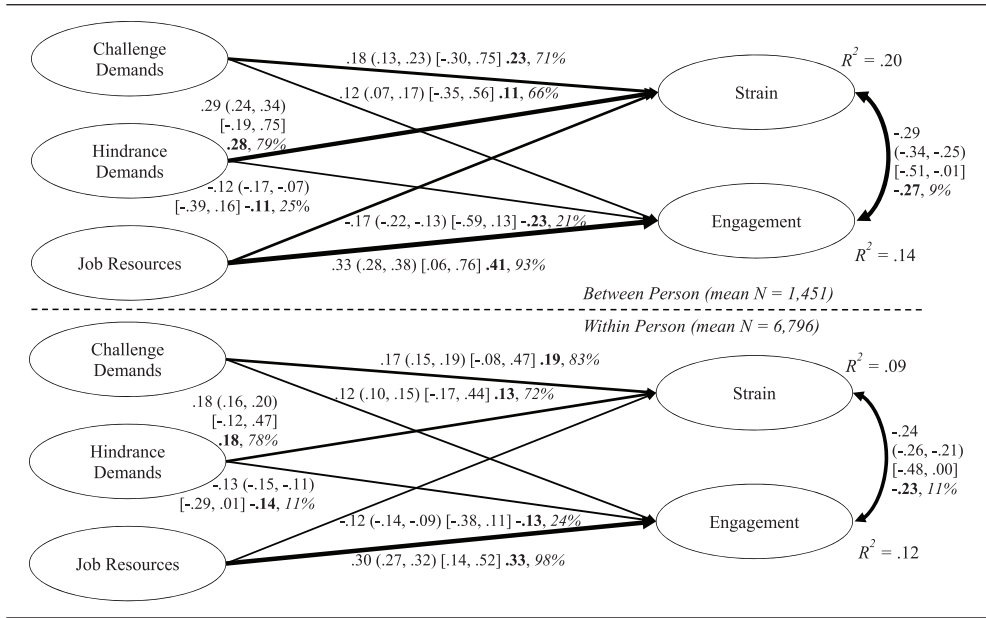 Challenge
Demands
.18 (.13, .23) [-.30, .75] .23, 71%
R² = .20
.12 (.07, .17) [-.35, .56] .11, 66%
Strain
.29 (.24, .34)
[-.19, .75]
.28, 79%
Hindrance
Demands
-.29
(-.34, -.25)
[-.51, -.01]
-.27, 9%
-.12 (-.17, -.07)
[-.39, .16] -.11, 25%
-.17 (-.22, -.13) [-.59, .13] -.23, 21%
Engagement
Job Resources
.33 (.28, .38) [.06, .76] .41, 93%
R² = .14
Between Person (mean N = 1,451)
Within Person (mean N = 6,796)
Challenge
Demands
.17 (.15, .19) [-.08, .47] .19, 83%
R² = .09
.12 (.10, .15) [-.17, .44] .13, 72%
Strain
.18 (.16, .20)
[-.12, .47]
.18, 78%
Hindrance
Demands
-.24
(-.26, -.21)
[-.48, .00]
-.23, 11%
-.13 (-.15, -.11)
[-.29, .01] -.14, 11%
-.12 (-.14, -.09) [-.38, .11] -.13, 24%
Engagement
Job Resources
.30 (.27, .32) [.14, .52] .33, 98%
R² = .12